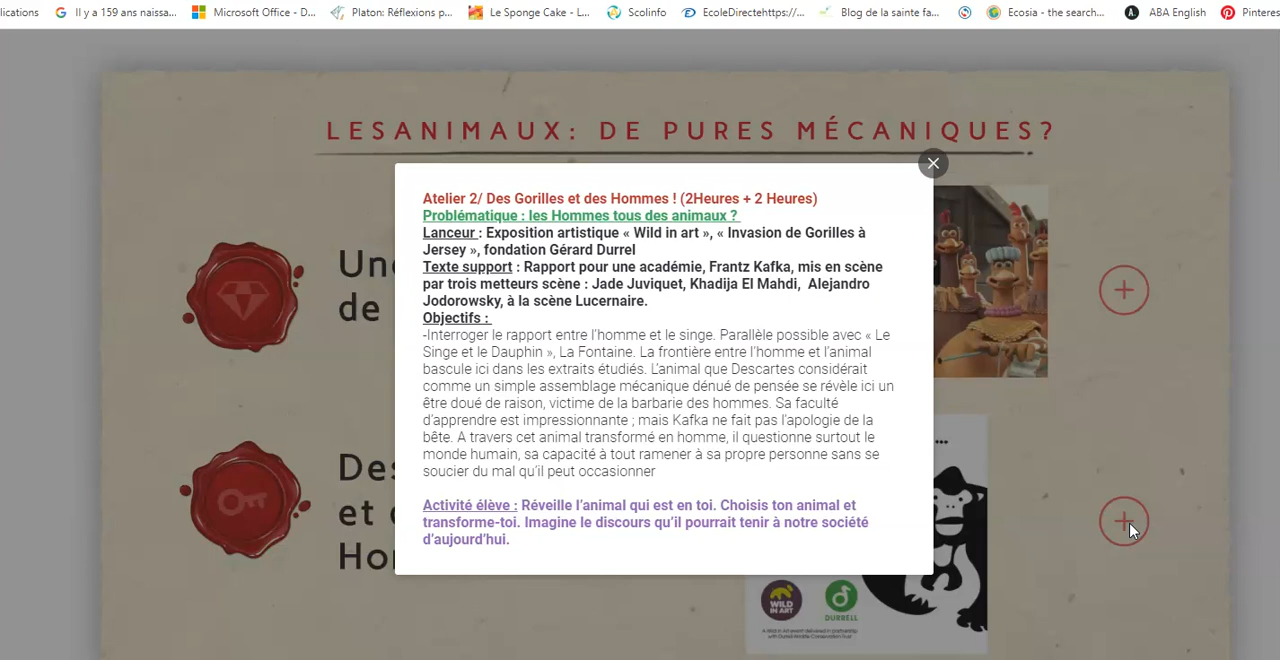 lications
Il y a 159 ans naissa...
Microsoft Office - D...
Platon: Réflexions p...
Le Sponge Cake - L...
Scolinfo
EcoleDirectehttps://...
Blog de la sainte fa...
Ecosia - the search...
ABA English
Pinteres
LESANIMAUX: DE PURES MÉCANIQUES?
Atelier 2/ Des Gorilles et des Hommes ! (2Heures + 2 Heures)
Problématique : les Hommes tous des animaux ?
Lanceur : Exposition artistique « Wild in art », « Invasion de Gorilles à
Jersey », fondation Gérard Durrel
Texte support : Rapport pour une académie, Frantz Kafka, mis en scène
par trois metteurs scène : Jade Juviquet, Khadija El Mahdi, Alejandro
Jodorowsky, à la scène Lucernaire.
Objectifs :
-Interroger le rapport entre l'homme et le singe. Parallèle possible avec « Le
Singe et le Dauphin », La Fontaine. La frontière entre l'homme et l'animal
bascule ici dans les extraits étudiés. L'animal que Descartes considérait
comme un simple assemblage mécanique dénué de pensée se révèle ici un
être doué de raison, victime de la barbarie des hommes. Sa faculté
d'apprendre est impressionnante ; mais Kafka ne fait pas l'apologie de la
bête. A travers cet animal transformé en homme, il questionne surtout le
monde humain, sa capacité à tout ramener à sa propre personne sans se
soucier du mal qu'il peut occasionner
Activité élève : Réveille l'animal qui est en toi. Choisis ton animal et
transforme-toi. Imagine le discours qu'il pourrait tenir à notre société
d'aujourd'hui.
Une
de
Des
et
Ho
WILD
IN ART
DURRELL